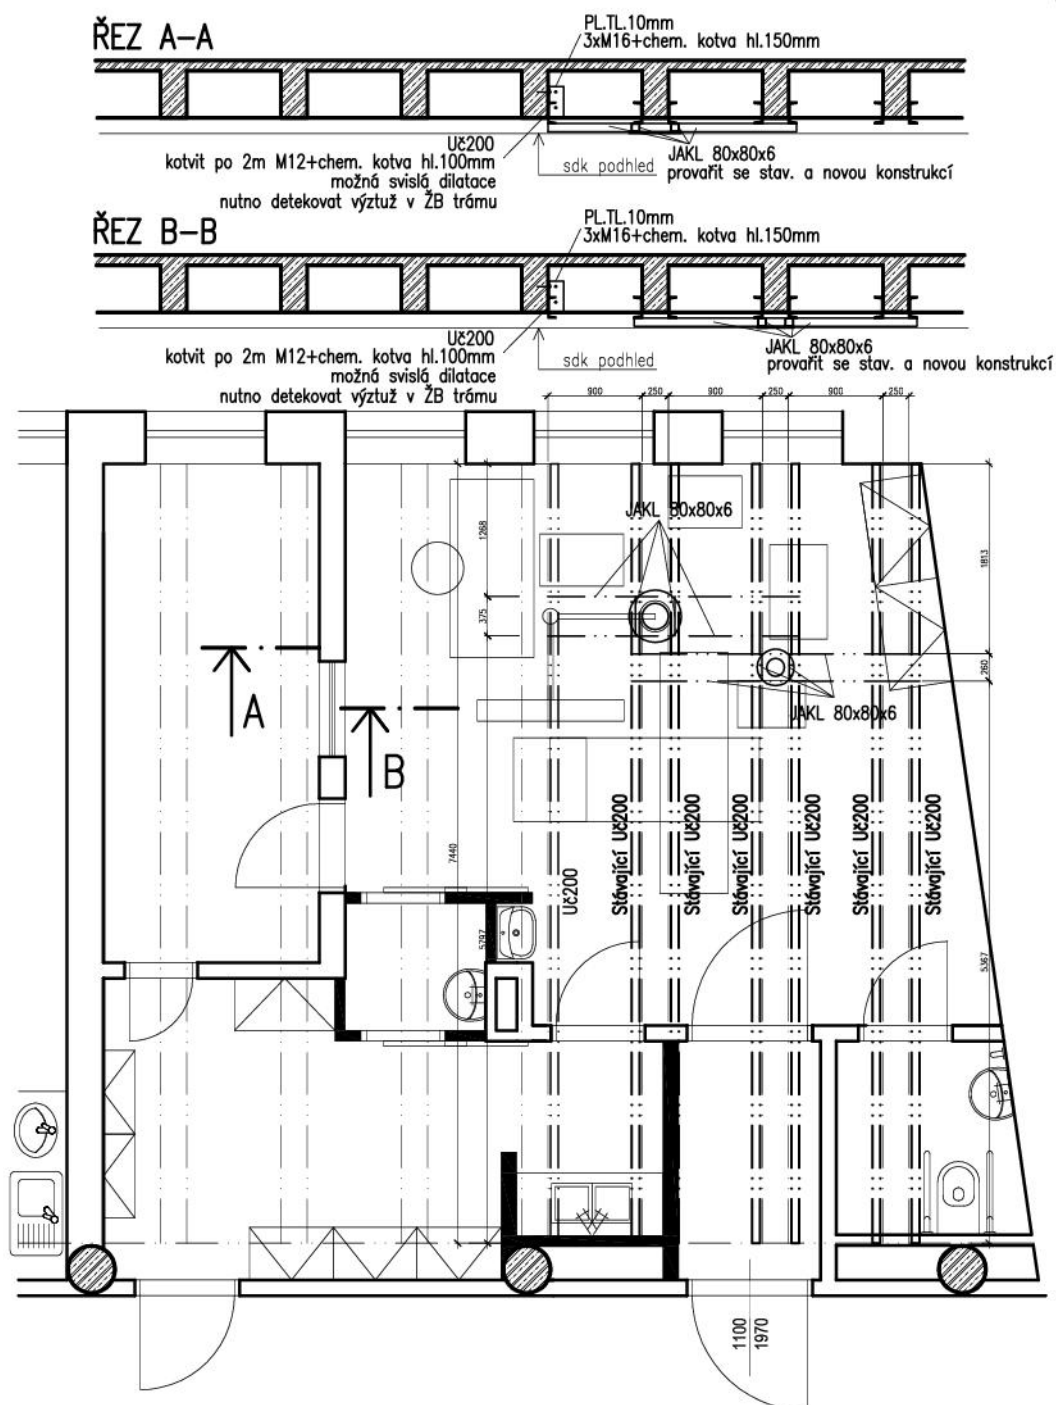 ŘEZ A–A
PL.TL.10mm
3xM16+chem. kotva hl.150mm
Uč200
kotvit po 2m M12+chem. kotva hl.100mm
možná svislá dilatace
nutno detekovat výztuž v ŽB trámu
sdk podhled
JAKL 80x80x6
provařit se stav. a novou konstrukcí
ŘEZ B–B
PL.TL.10mm
3xM16+chem. kotva hl.150mm
Uč200
kotvit po 2m M12+chem. kotva hl.100mm
možná svislá dilatace
nutno detekovat výztuž v ŽB trámu
sdk podhled
JAKL 80x80x6
provařit se stav. a novou konstrukcí
900
250
900
250
900
250
JAKL 80x80x6
1268
1813
375
260
A
B
JAKL 80x80x6
7440
Uč200
Stávající Uč200
Stávající Uč200
Stávající Uč200
Stávající Uč200
Stávající Uč200
Stávající Uč200
5797
5367
1100
1970